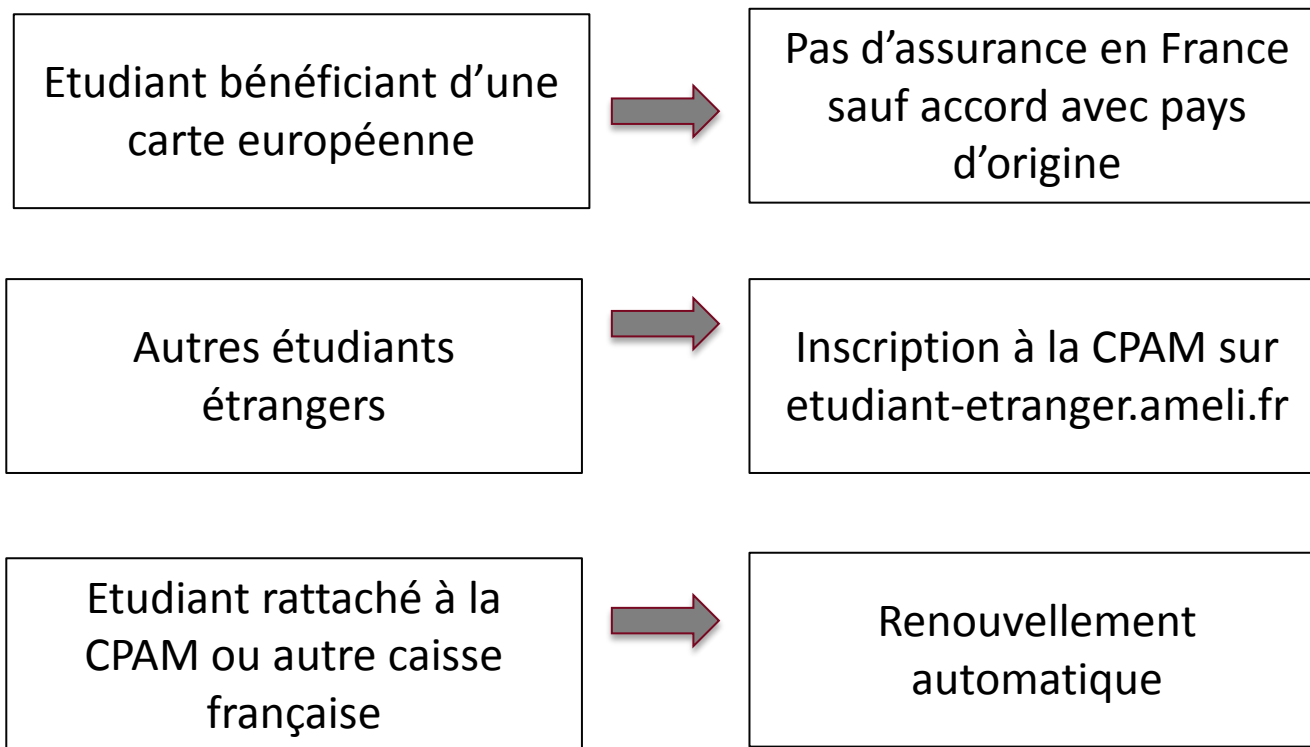 Etudiant bénéficiant d’une
carte européenne
Pas d’assurance en France
sauf accord avec pays
d’origine
Autres étudiants
étrangers
Inscription à la CPAM sur
etudiant-etranger.ameli.fr
Etudiant rattaché à la
CPAM ou autre caisse
française
Renouvellement
automatique